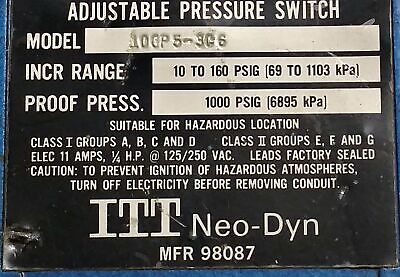 ADJUSTABLE PRESSURE SWITCH
MODEL 10CP5-3C6
INCR RANGE 10 TO 160 PSIG (69 TO 1103 kPa)
PROOF PRESS. 1000 PSIG (6895 kPa)
SUITABLE FOR HAZARDOUS LOCATION
CLASS I GROUPS A, B, C AND D CLASS II GROUPS E, F AND G
ELEC 11 AMPS, ¼ H.P. @ 125/250 VAC. LEADS FACTORY SEALED
CAUTION: TO PREVENT IGNITION OF HAZARDOUS ATMOSPHERES,
TURN OFF ELECTRICITY BEFORE REMOVING CONDUIT.
ITT Neo-Dyn
MFR 98087